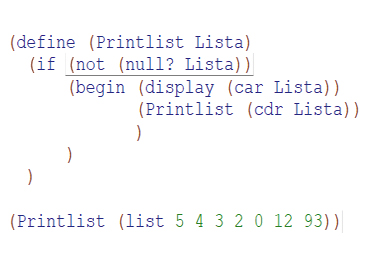 (define (Printlist Lista)
(if (not (null? Lista))
(begin (display (car Lista))
(Printlist (cdr Lista))
)
)
)
(Printlist (list 5 4 3 2 0 12 93))